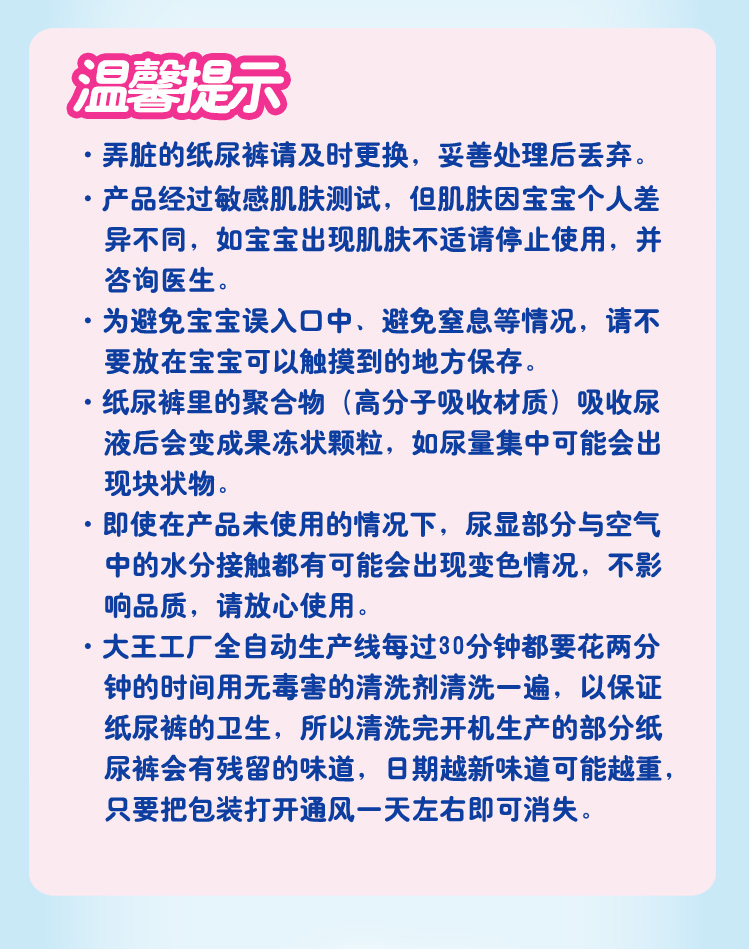 温馨提示
·弄脏的纸尿裤请及时更换，妥善处理后丢弃。
·产品经过敏感肌肤测试，但肌肤因宝宝个人差
异不同，如宝宝出现肌肤不适请停止使用，并
咨询医生。
·为避免宝宝误入口中、避免窒息等情况，请不
要放在宝宝可以触摸到的地方保存。
·纸尿裤里的聚合物（高分子吸收材质）吸收尿
液后会变成果冻状颗粒，如尿量集中可能会出
现块状物。
·即使在产品未使用的情况下，尿显部分与空气
中的水分接触都有可能会出现变色情况，不影
响品质，请放心使用。
·大王工厂全自动生产线每过30分钟都要花两分
钟的时间用无毒害的清洗剂清洗一遍，以保证
纸尿裤的卫生，所以清洗完开机生产的部分纸
尿裤会有残留的味道，日期越新味道可能越重，
只要把包装打开通风一天左右即可消失。